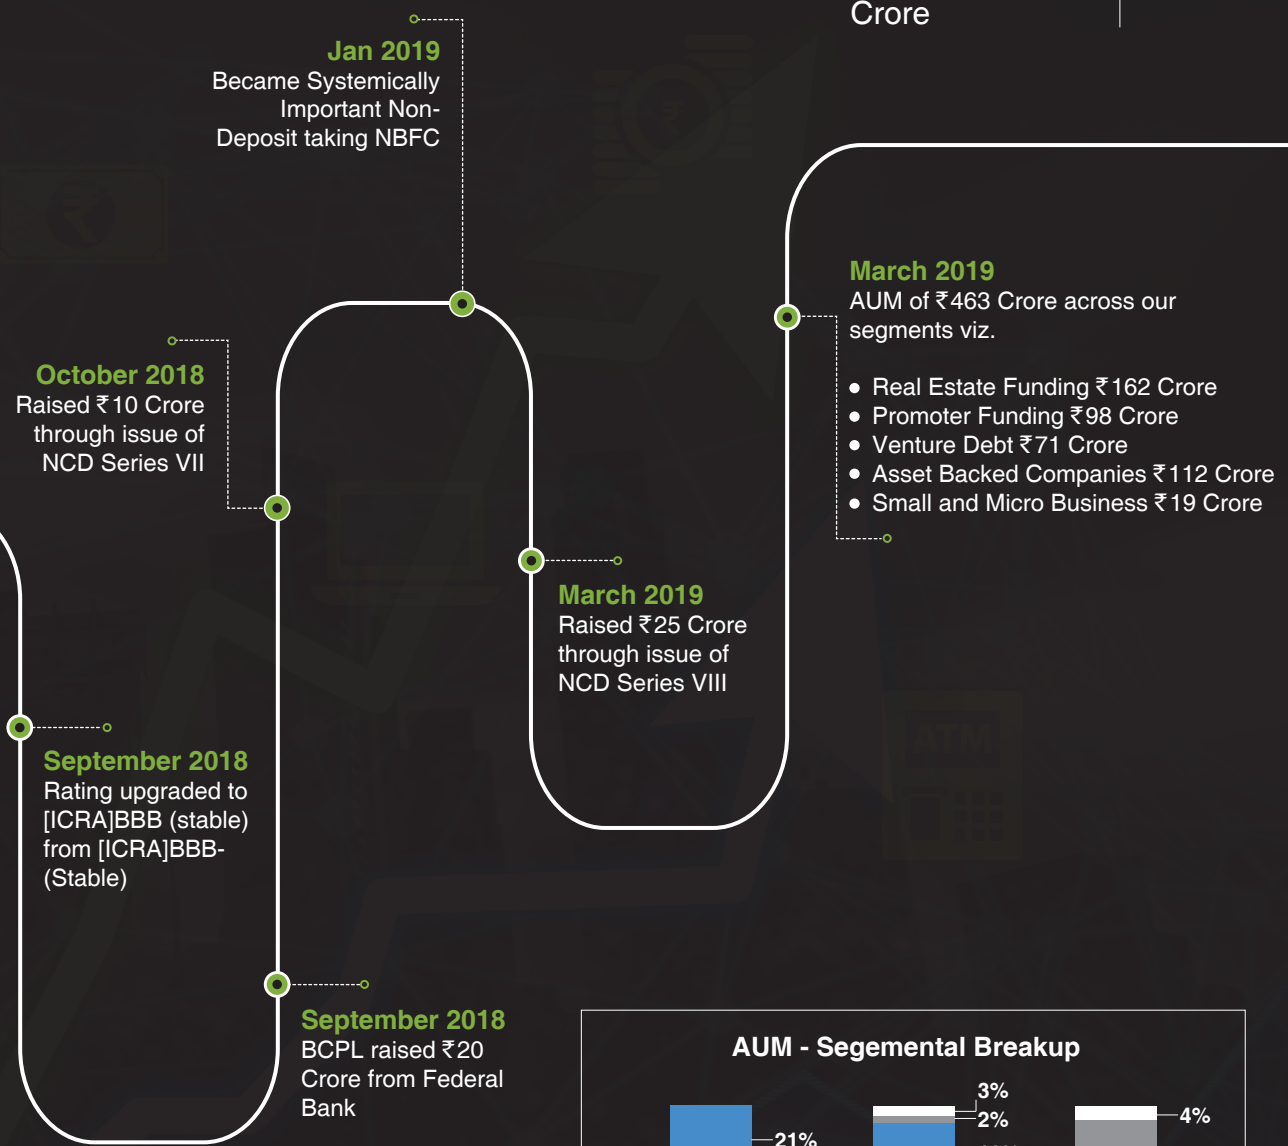 Crore
Jan 2019
Became Systemically
Important Non-
Deposit taking NBFC
March 2019
AUM of ₹463 Crore across our
segments viz.
● Real Estate Funding ₹162 Crore
● Promoter Funding ₹98 Crore
● Venture Debt ₹71 Crore
● Asset Backed Companies ₹112 Crore
● Small and Micro Business ₹19 Crore
October 2018
Raised ₹10 Crore
through issue of
NCD Series VII
March 2019
Raised ₹25 Crore
through issue of
NCD Series VIII
ATM
September 2018
Rating upgraded to
[ICRA]BBB (stable)
from [ICRA]BBB-
(Stable)
September 2018
BCPL raised ₹20
Crore from Federal
Bank
AUM - Segemental Breakup
3%
2%
4%
21%